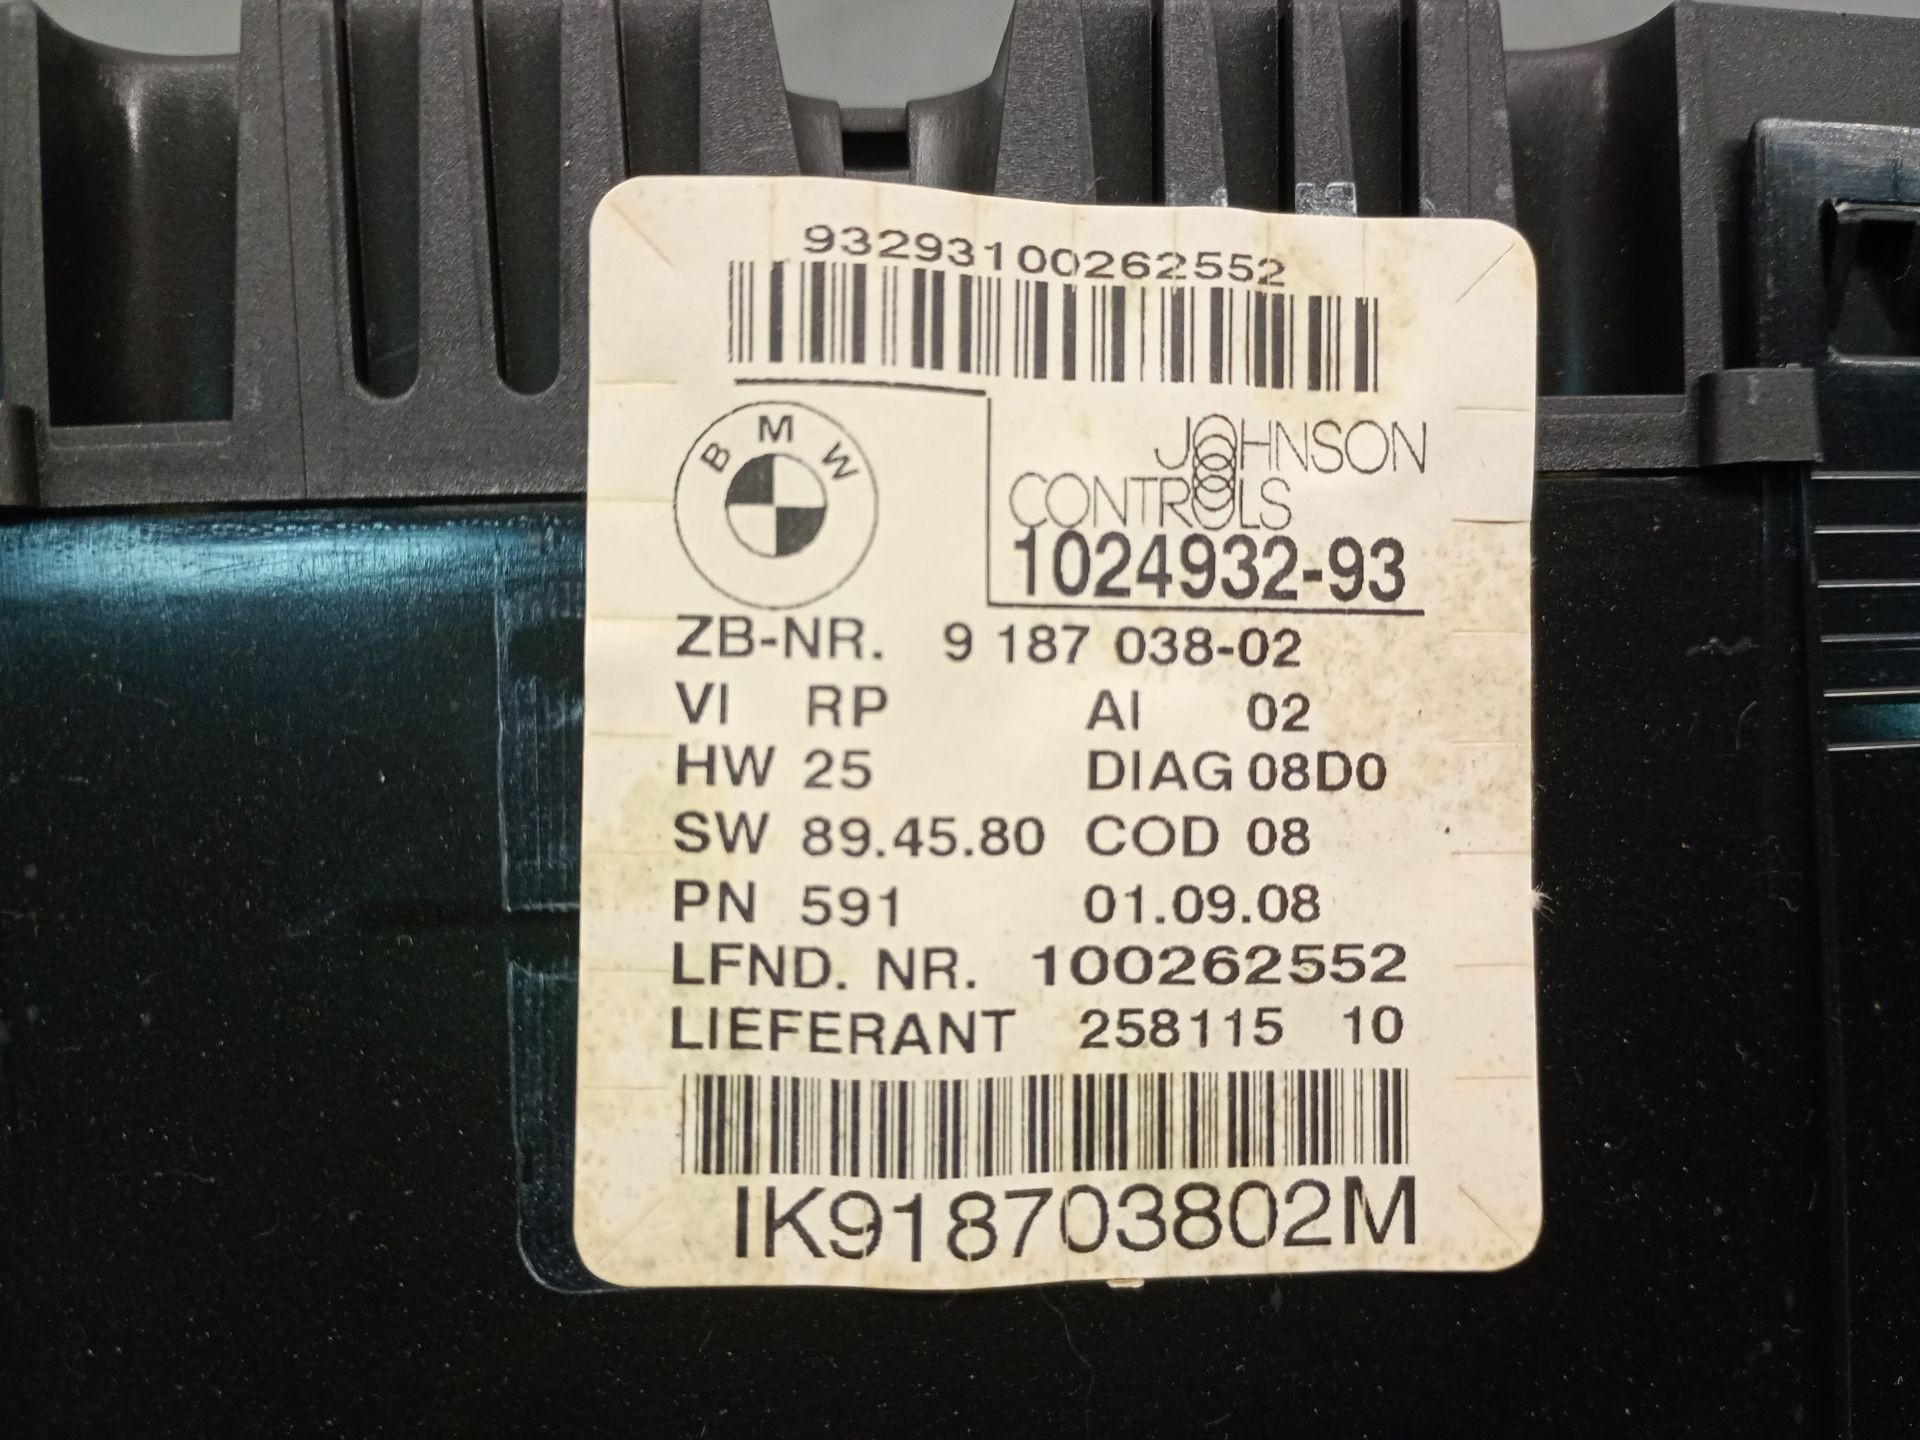 93293100262552
BMW
JOHNSON
CONTROLS
1024932-93
ZB-NR. 9 187 038-02
VI RP AI 02
HW 25 DIAG 08D0
SW 89.45.80 COD 08
PN 591 01.09.08
LFND. NR. 100262552
LIEFERANT 258115 10
IK918703802M